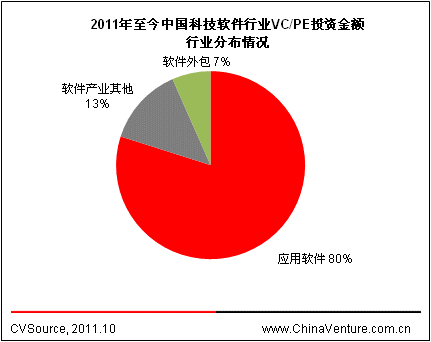 2011年至今中国科技软件行业VC/PE投资金额
行业分布情况
软件外包 7%
软件产业其他
13%
应用软件 80%
CVSource, 2011.10
www.ChinaVenture.com.cn